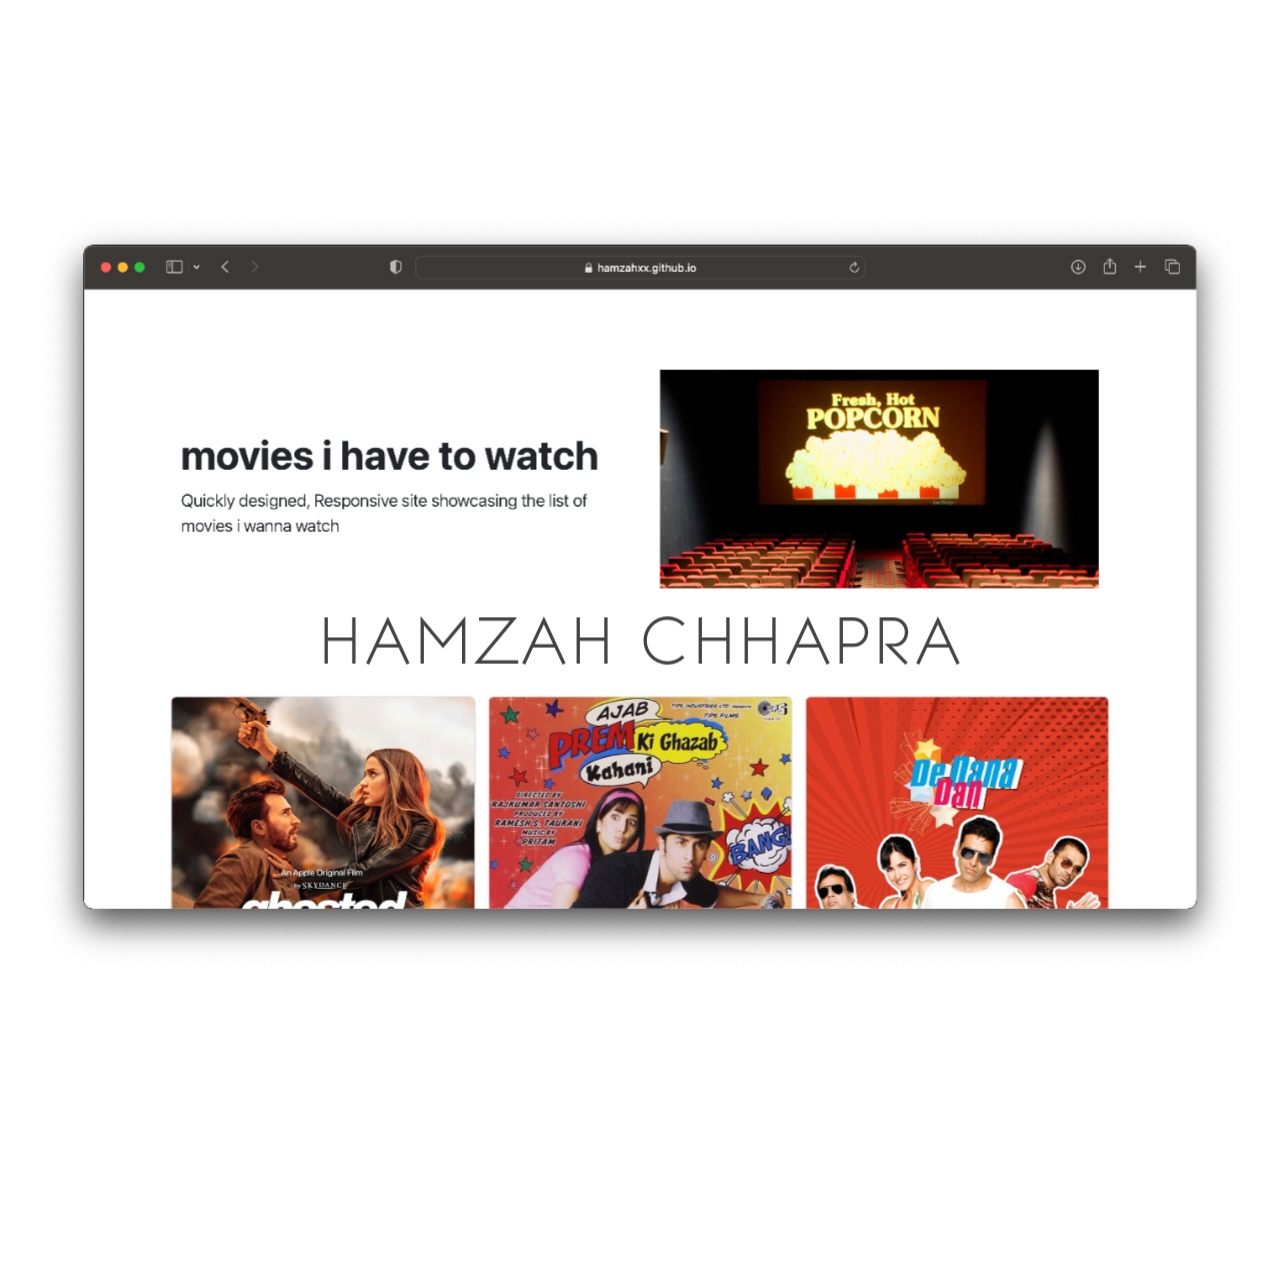 hamzahxx.github.io
Fresh, Hot
POPCORN
movies i have to watch
Quickly designed, Responsive site showcasing the list of
movies i wanna watch
HAMZAH CHHAPRA
An Apple Original Film
by SKYDANCE
ghosted
TIPS INDUSTRIES LTD. PRESENTS
TIPS FILMS
TIPS
AJAB
PREM Ki Ghazab
Kahani
DIRECTED BY
RAJKUMAR SANTOSHI
PRODUCED BY
RAMESH S. TAURANI
MUSIC BY
PRITAM
BANG!
De Dana
Dan